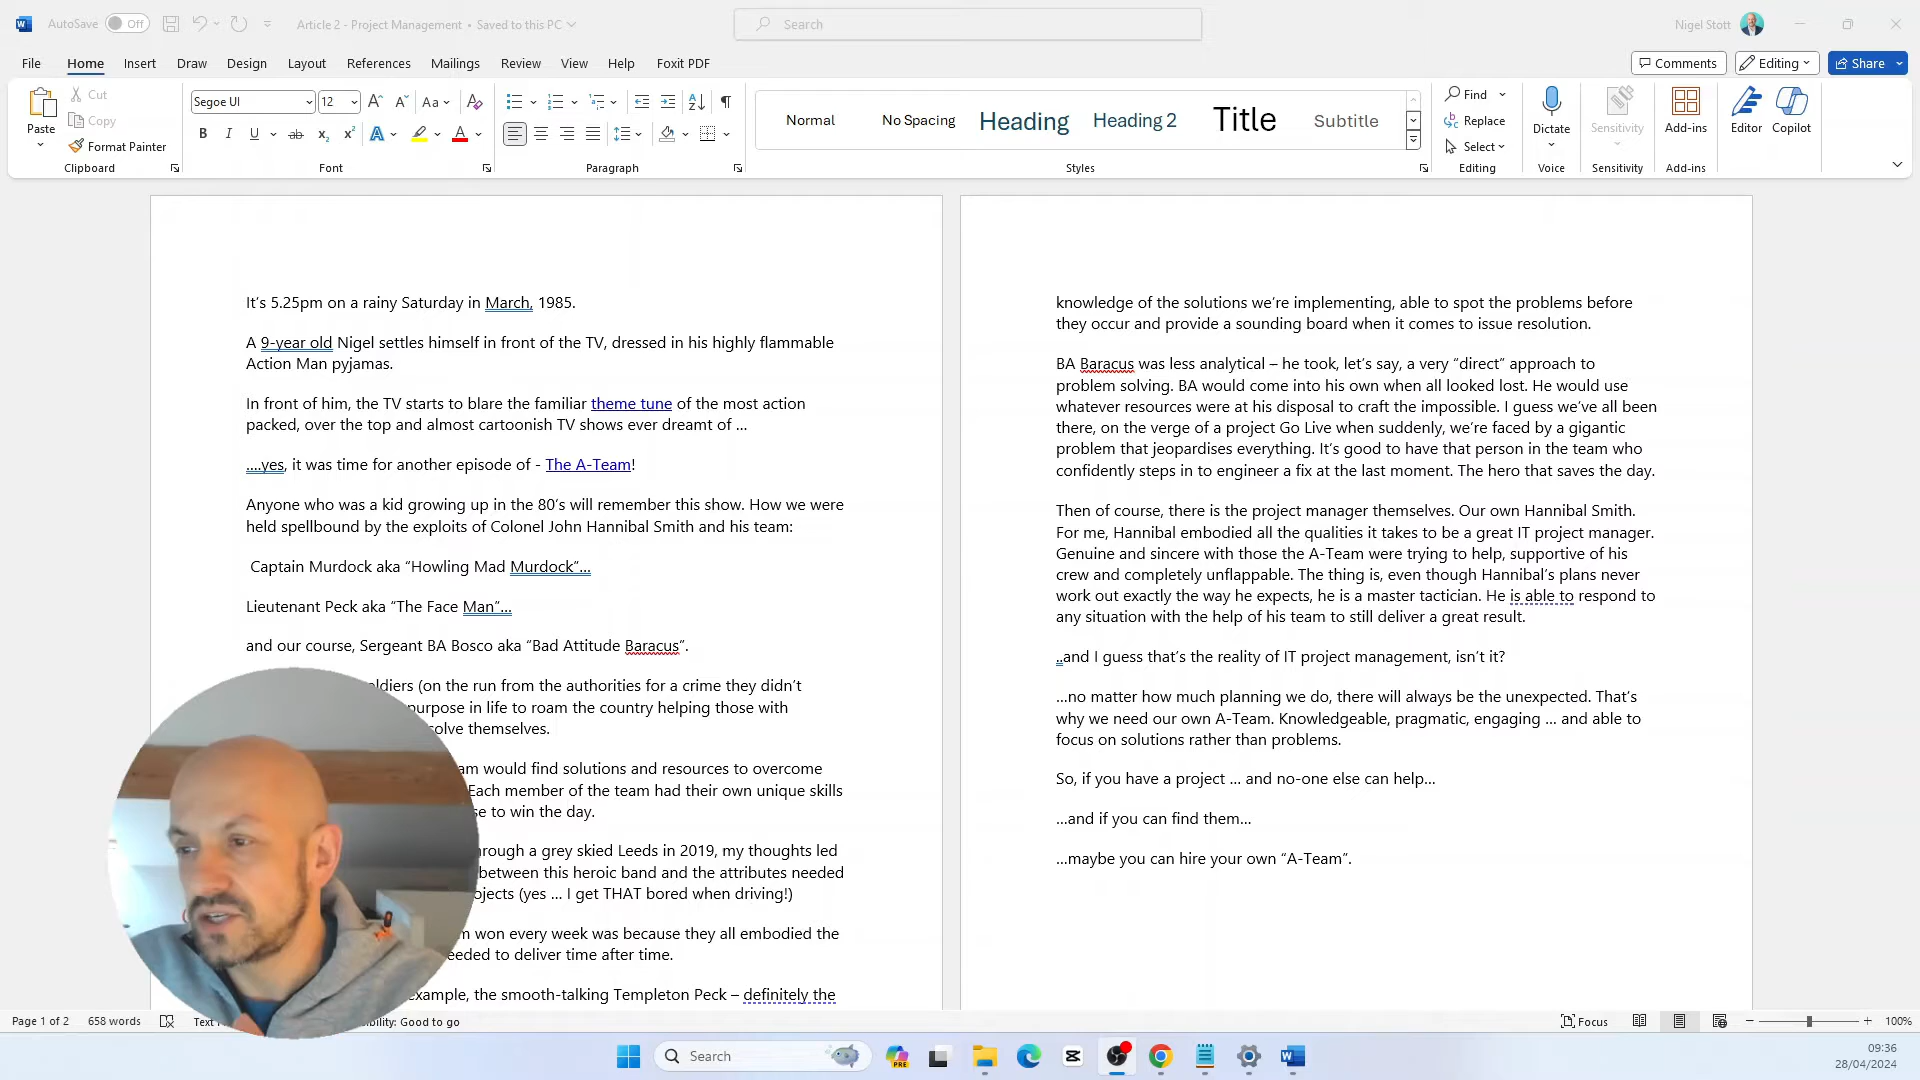 AutoSave Off Article 2 - Project Management • Saved to this PC Search Nigel Stott
File Home Insert Draw Design Layout References Mailings Review View Help Foxit PDF Comments Editing Share
Paste Cut Copy Format Painter Clipboard
Segoe UI 12 Aa Font
Paragraph
Normal No Spacing Heading Heading 2 Title Subtitle Styles
Find Replace Select Editing
Dictate Voice
Sensitivity Sensitivity
Add-ins Add-ins
Editor Copilot
It's 5.25pm on a rainy Saturday in March, 1985.
A 9-year old Nigel settles himself in front of the TV, dressed in his highly flammable
Action Man pyjamas.
In front of him, the TV starts to blare the familiar theme tune of the most action
packed, over the top and almost cartoonish TV shows ever dreamt of ...
....yes, it was time for another episode of - The A-Team!
Anyone who was a kid growing up in the 80's will remember this show. How we were
held spellbound by the exploits of Colonel John Hannibal Smith and his team:
Captain Murdock aka “Howling Mad Murdock”...
Lieutenant Peck aka “The Face Man”...
and our course, Sergeant BA Bosco aka “Bad Attitude Baracus”.
ldiers (on the run from the authorities for a crime they didn't
purpose in life to roam the country helping those with
olve themselves.
am would find solutions and resources to overcome
Each member of the team had their own unique skills
se to win the day.
hrough a grey skied Leeds in 2019, my thoughts led
between this heroic band and the attributes needed
ojects (yes ... I get THAT bored when driving!)
m won every week was because they all embodied the
eeded to deliver time after time.
example, the smooth-talking Templeton Peck – definitely the
knowledge of the solutions we're implementing, able to spot the problems before
they occur and provide a sounding board when it comes to issue resolution.
BA Baracus was less analytical – he took, let's say, a very “direct” approach to
problem solving. BA would come into his own when all looked lost. He would use
whatever resources were at his disposal to craft the impossible. I guess we've all been
there, on the verge of a project Go Live when suddenly, we're faced by a gigantic
problem that jeopardises everything. It's good to have that person in the team who
confidently steps in to engineer a fix at the last moment. The hero that saves the day.
Then of course, there is the project manager themselves. Our own Hannibal Smith.
For me, Hannibal embodied all the qualities it takes to be a great IT project manager.
Genuine and sincere with those the A-Team were trying to help, supportive of his
crew and completely unflappable. The thing is, even though Hannibal's plans never
work out exactly the way he expects, he is a master tactician. He is able to respond to
any situation with the help of his team to still deliver a great result.
..and I guess that's the reality of IT project management, isn't it?
...no matter how much planning we do, there will always be the unexpected. That's
why we need our own A-Team. Knowledgeable, pragmatic, engaging ... and able to
focus on solutions rather than problems.
So, if you have a project ... and no-one else can help...
...and if you can find them...
...maybe you can hire your own “A-Team”.
Page 1 of 2 658 words Text bility: Good to go Focus 100%
Search PRE 09:36
28/04/2024